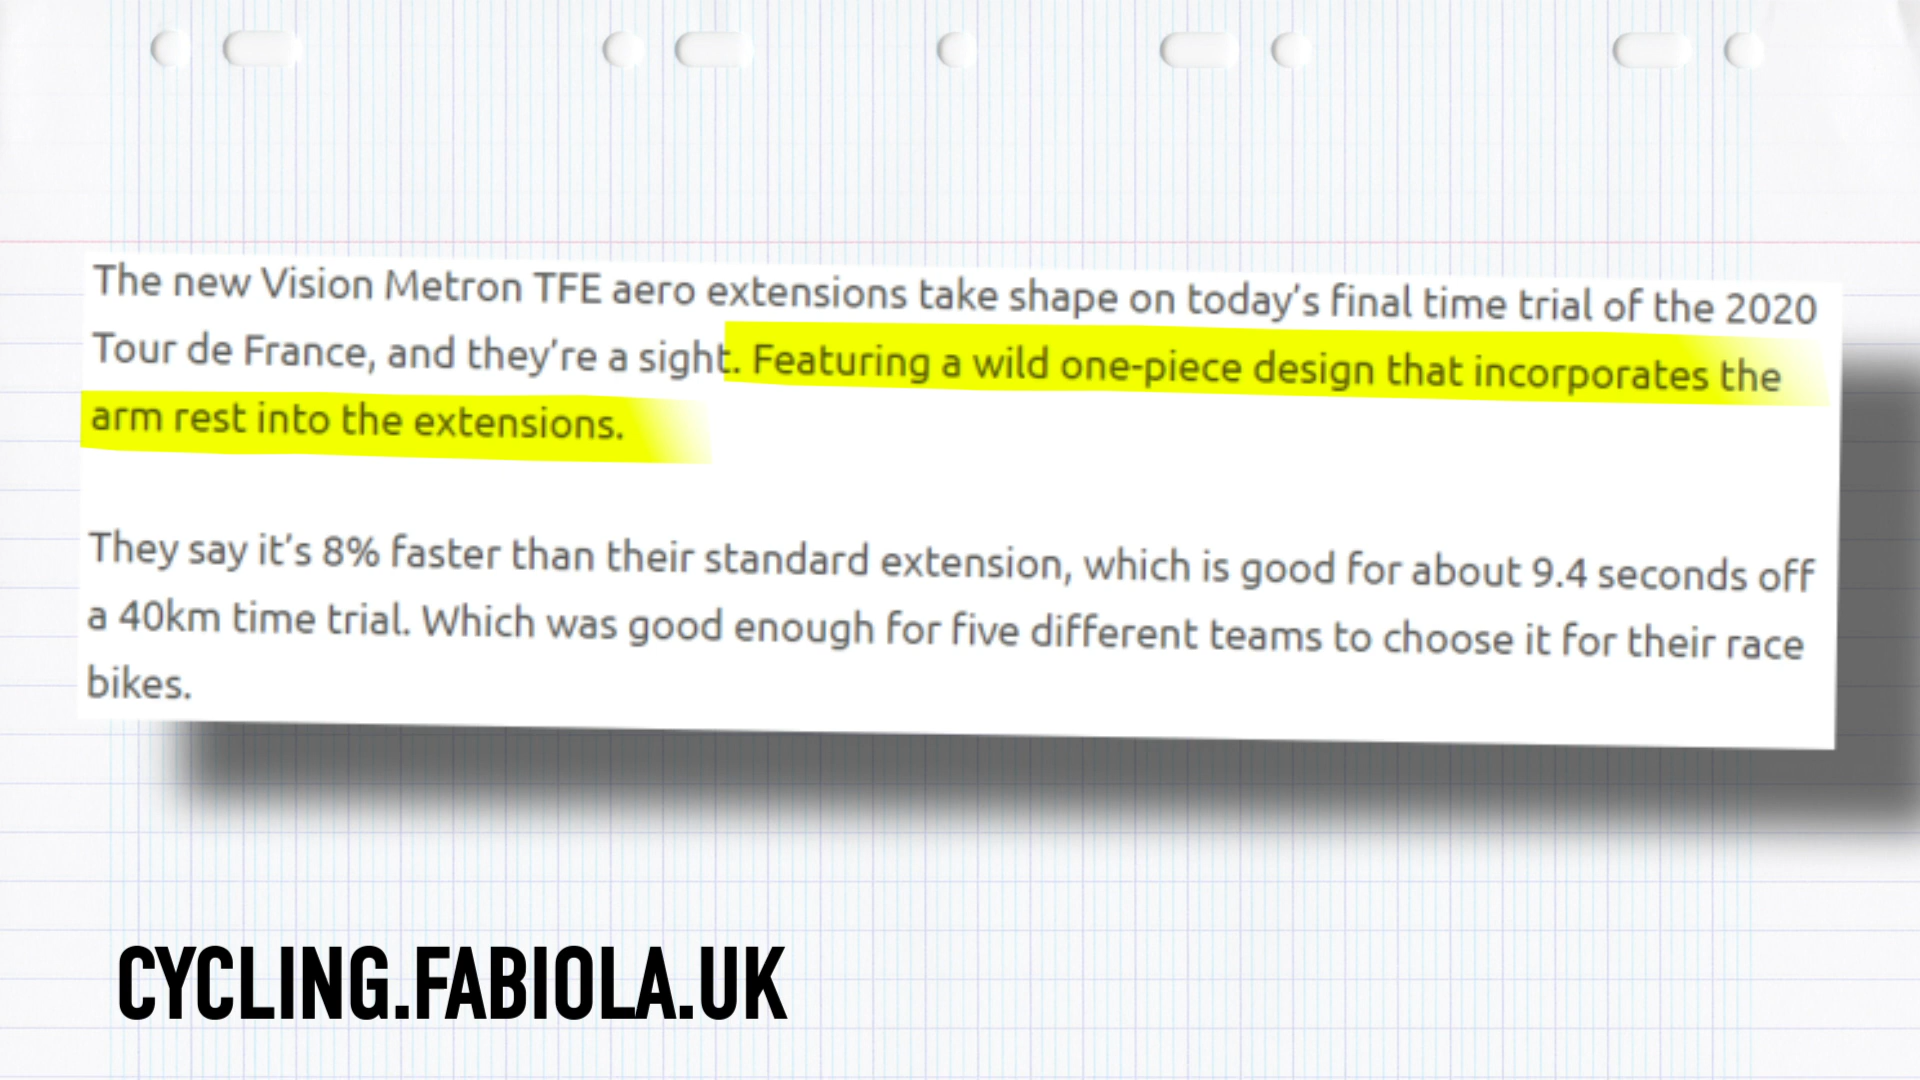 The new Vision Metron TFE aero extensions take shape on today’s final time trial of the 2020
Tour de France, and they’re a sight. Featuring a wild one-piece design that incorporates the
arm rest into the extensions.
They say it’s 8% faster than their standard extension, which is good for about 9.4 seconds off
a 40km time trial. Which was good enough for five different teams to choose it for their race
bikes.
CYCLING.FABIOLA.UK